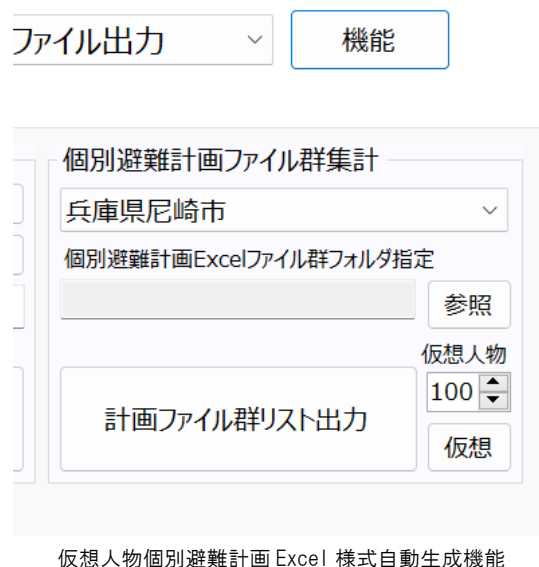 ファイル出力
機能
個別避難計画ファイル群集計
兵庫県尼崎市
個別避難計画Excelファイル群フォルダ指定
参照
仮想人物
100
計画ファイル群リスト出力
仮想
仮想人物個別避難計画 Excel 様式自動生成機能